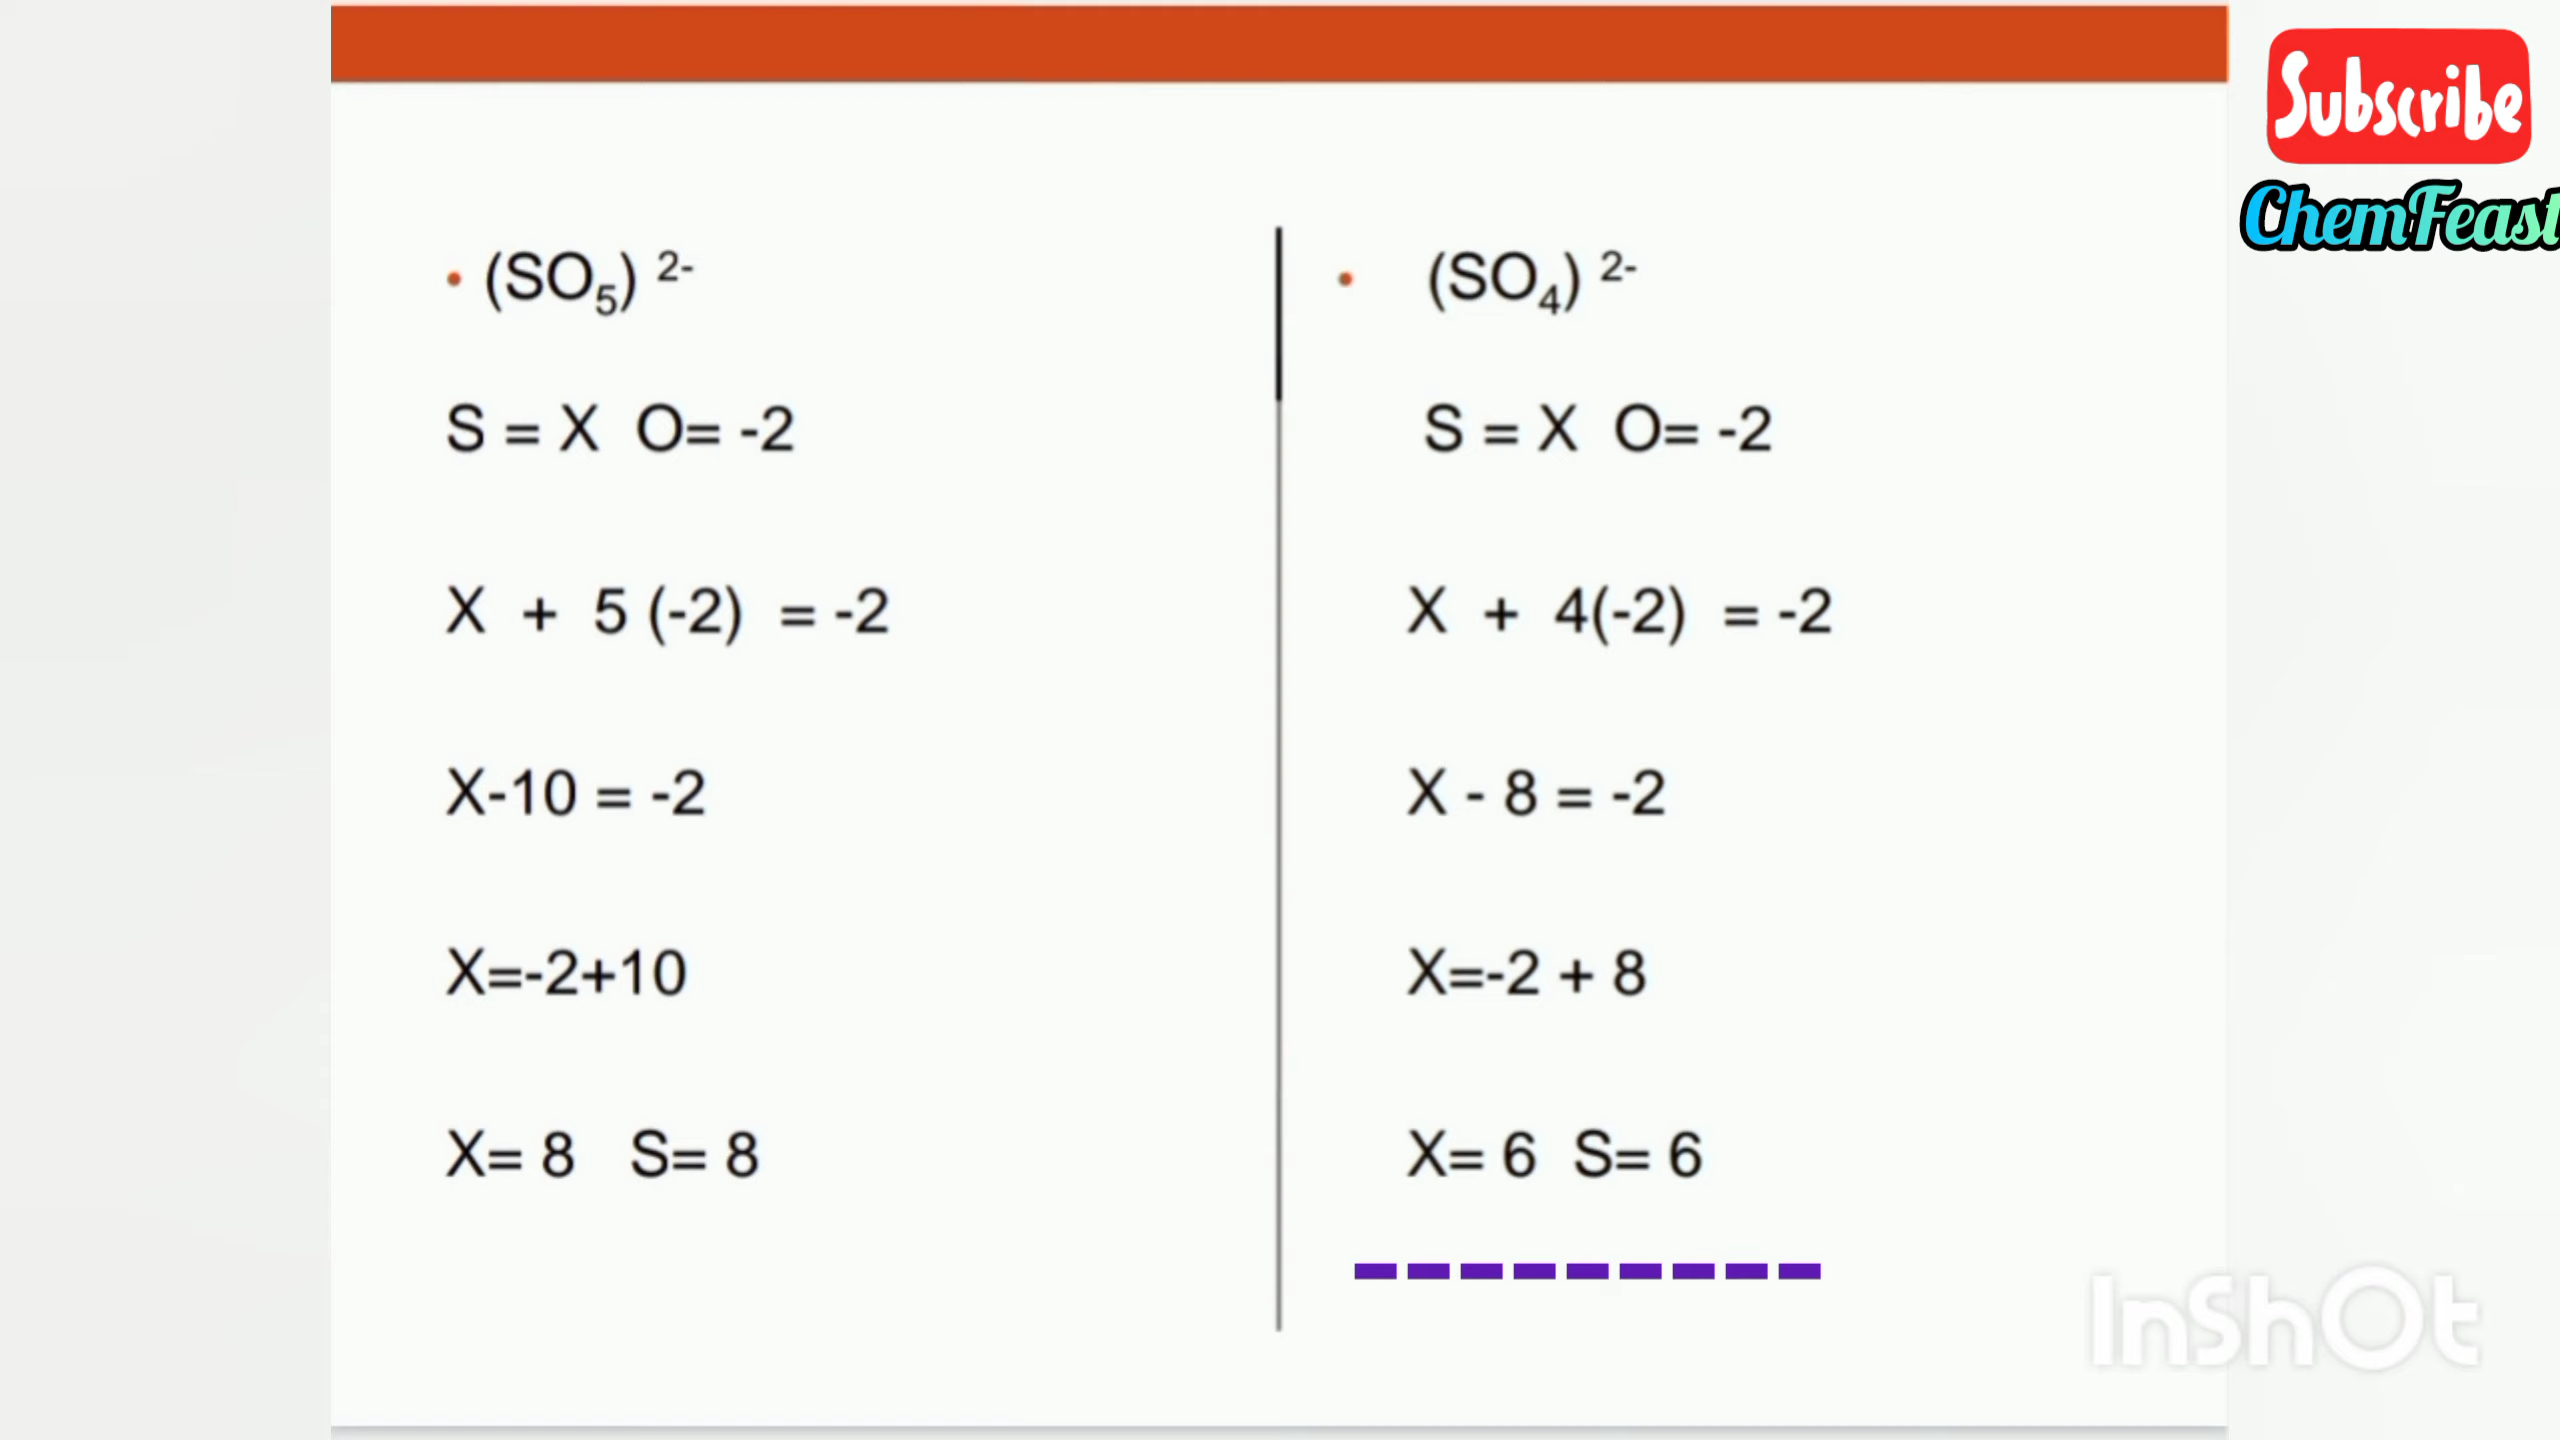 • (SO₅) ²⁻
S = X O= -2
X + 5 (-2) = -2
X-10 = -2
X=-2+10
X= 8 S= 8
• (SO₄) ²⁻
S = X O= -2
X + 4(-2) = -2
X - 8 = -2
X=-2 + 8
X= 6 S= 6
Subscribe
ChemFeast
InShOt